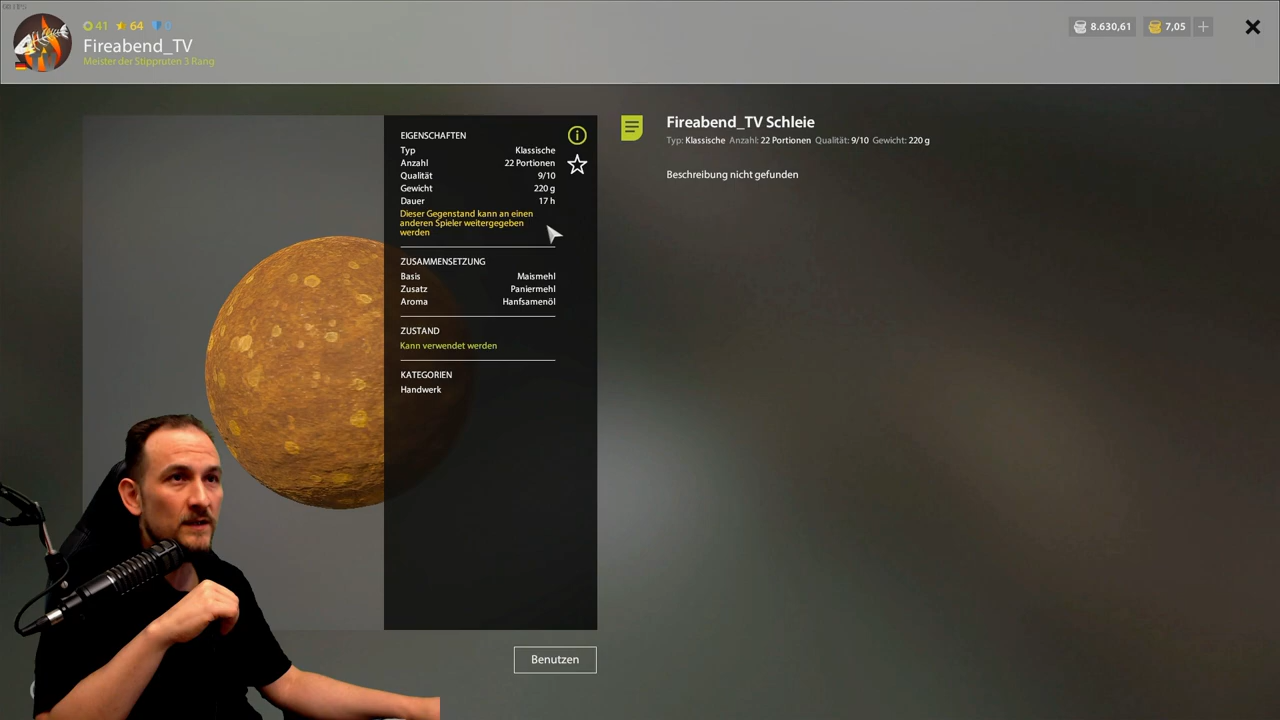 60 FPS
41 64 0
Fireabend_TV
Meister der Stippruten 3 Rang
8.630,61 7,05 +
EIGENSCHAFTEN
Typ Klassische
Anzahl 22 Portionen
Qualität 9/10
Gewicht 220 g
Dauer 17 h
Dieser Gegenstand kann an einen
anderen Spieler weitergegeben
werden
ZUSAMMENSETZUNG
Basis Maismehl
Zusatz Paniermehl
Aroma Hanfsamenöl
ZUSTAND
Kann verwendet werden
KATEGORIEN
Handwerk
Benutzen
Fireabend_TV Schleie
Typ: Klassische Anzahl: 22 Portionen Qualität: 9/10 Gewicht: 220 g
Beschreibung nicht gefunden